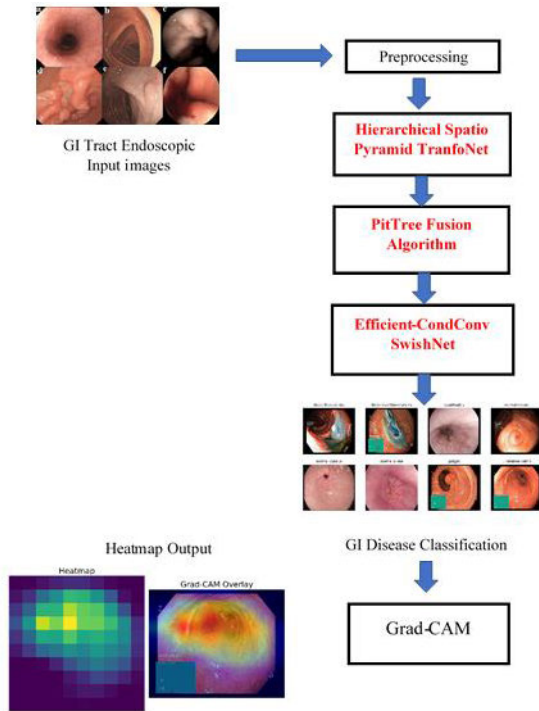 a
b
c
d
e
f
GI Tract Endoscopic
Input images
Preprocessing
Hierarchical Spatio
Pyramid TranfoNet
PitTree Fusion
Algorithm
Efficient-CondConv
SwishNet
GI Disease Classification
Grad-CAM
Heatmap Output
Heatmap
Grad-CAM Overlay